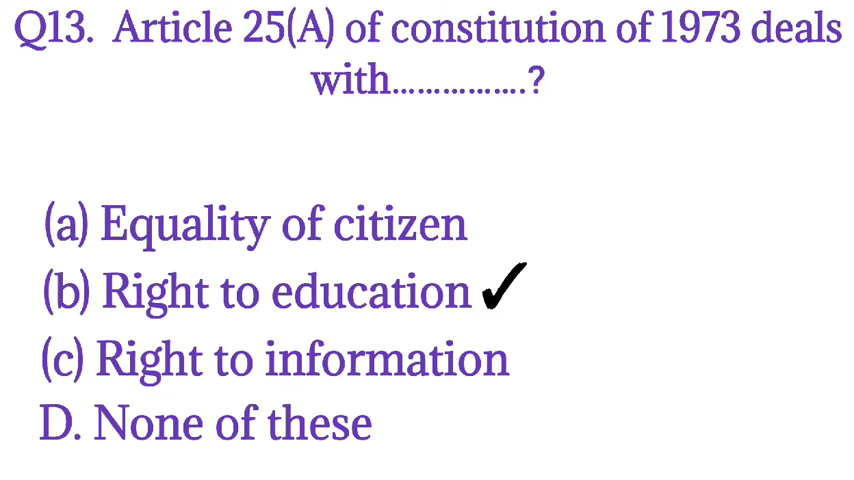 Q13. Article 25(A) of constitution of 1973 deals
with................?
(a) Equality of citizen
(b) Right to education ✓
(c) Right to information
D. None of these